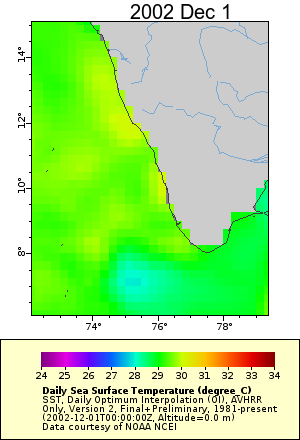 2002 Dec 1
14°
12°
10°
9°
8°
74° 76° 78°
24 25 26 27 28 29 30 31 32 33 34
Daily Sea Surface Temperature (degree_C)
SST, Daily Optimum Interpolation (OI), AVHRR
Only, Version 2, Final+Preliminary, 1981-present
(2002-12-01T00:00:00Z, Altitude=0.0 m)
Data courtesy of NOAA NCEI